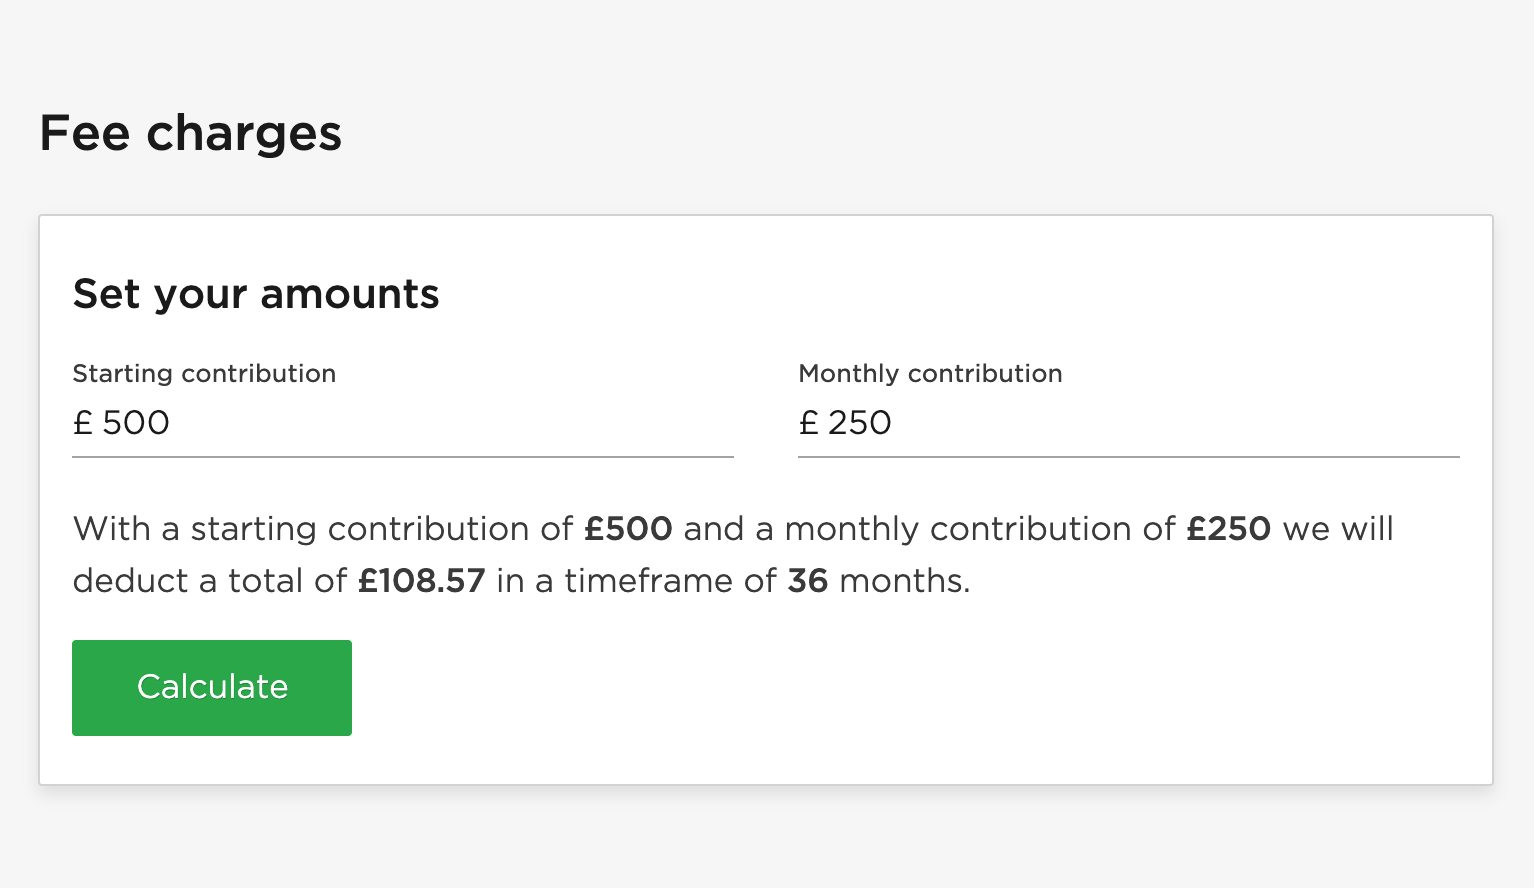 Fee charges
Set your amounts
Starting contribution
£ 500
Monthly contribution
£ 250
With a starting contribution of £500 and a monthly contribution of £250 we will
deduct a total of £108.57 in a timeframe of 36 months.
Calculate